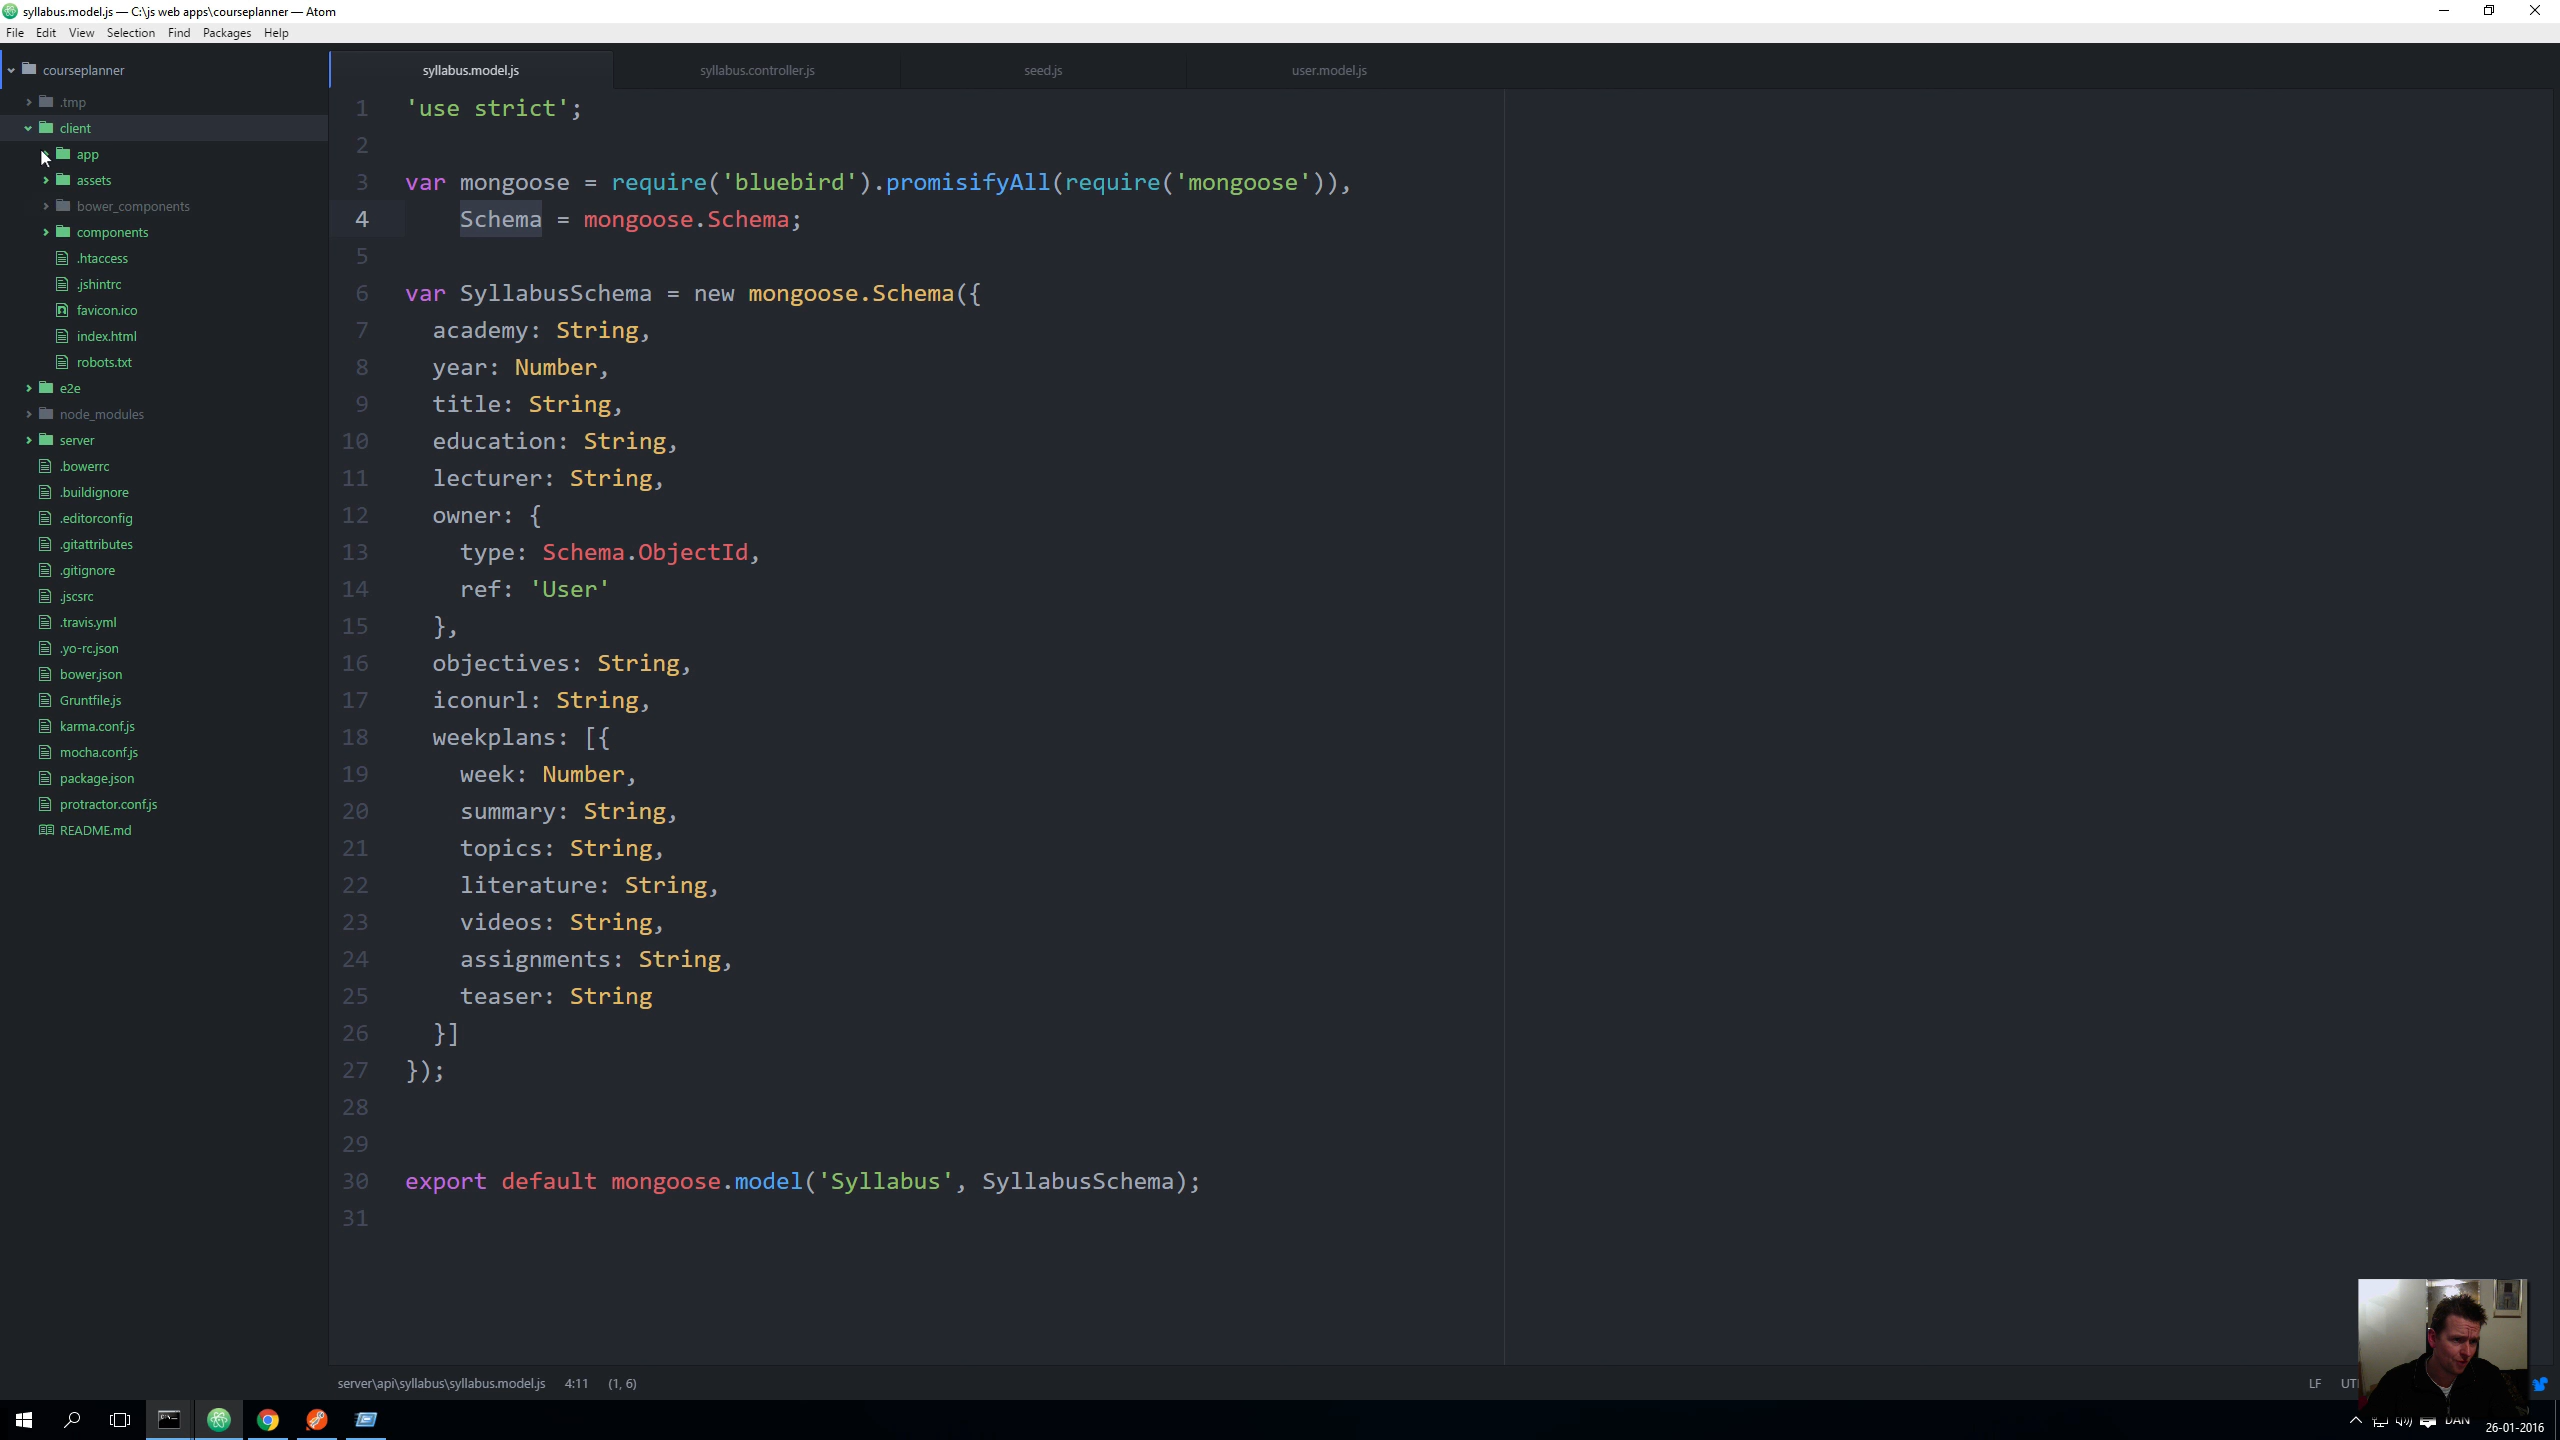 syllabus.model.js — C:\js web apps\courseplanner — Atom
File Edit View Selection Find Packages Help
courseplanner
.tmp
client
app
assets
bower_components
components
.htaccess
.jshintrc
favicon.ico
index.html
robots.txt
e2e
node_modules
server
.bowerrc
.buildignore
.editorconfig
.gitattributes
.gitignore
.jscsrc
.travis.yml
.yo-rc.json
bower.json
Gruntfile.js
karma.conf.js
mocha.conf.js
package.json
protractor.conf.js
README.md
syllabus.model.js syllabus.controller.js seed.js user.model.js
1 'use strict';
2
3 var mongoose = require('bluebird').promisifyAll(require('mongoose')),
4 Schema = mongoose.Schema;
5
6 var SyllabusSchema = new mongoose.Schema({
7 academy: String,
8 year: Number,
9 title: String,
10 education: String,
11 lecturer: String,
12 owner: {
13 type: Schema.ObjectId,
14 ref: 'User'
15 },
16 objectives: String,
17 iconurl: String,
18 weekplans: [{
19 week: Number,
20 summary: String,
21 topics: String,
22 literature: String,
23 videos: String,
24 assignments: String,
25 teaser: String
26 }]
27 });
28
29
30 export default mongoose.model('Syllabus', SyllabusSchema);
31
server\api\syllabus\syllabus.model.js 4:11 (1, 6) LF
DAN
26-01-2016